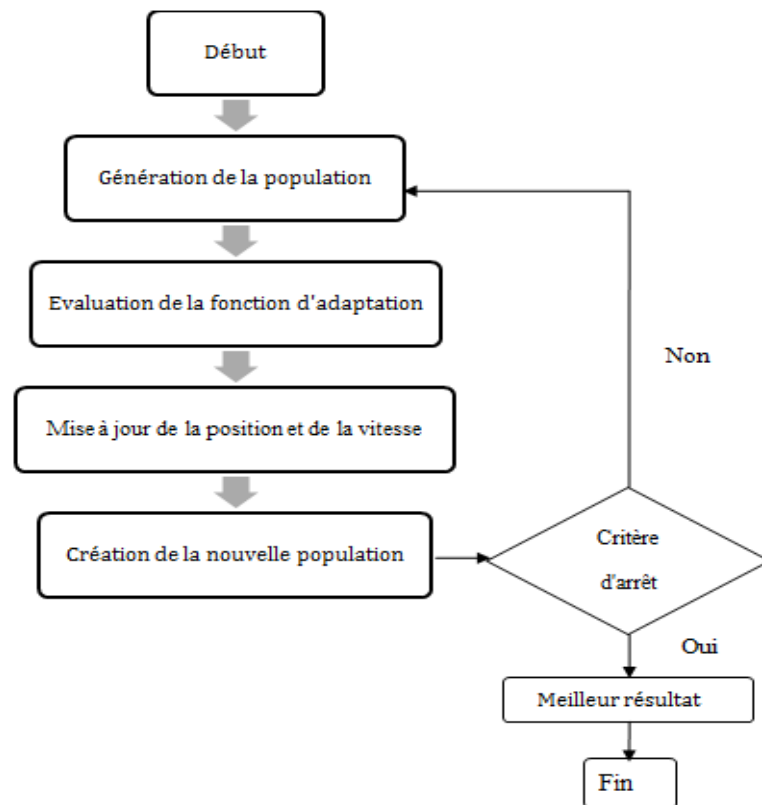 Début
Génération de la population
Evaluation de la fonction d'adaptation
Non
Mise à jour de la position et de la vitesse
Création de la nouvelle population
Critère
d'arrêt
Oui
Meilleur résultat
Fin